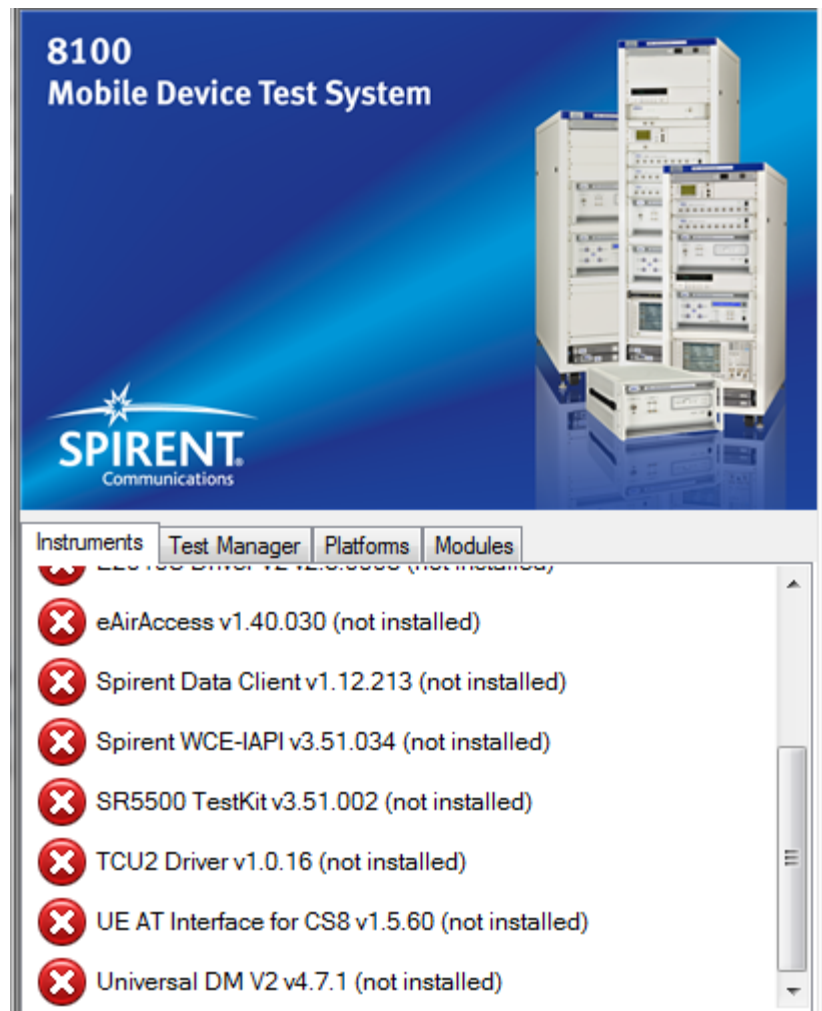 8100
Mobile Device Test System
SPIRENT.
Communications
Instruments
Test Manager
Platforms
Modules
(not installed)
eAirAccess v1.40.030 (not installed)
Spirent Data Client v1.12.213 (not installed)
Spirent WCE-IAPI v3.51.034 (not installed)
SR5500 TestKit v3.51.002 (not installed)
TCU2 Driver v1.0.16 (not installed)
UE AT Interface for CS8 v1.5.60 (not installed)
Universal DM V2 v4.7.1 (not installed)